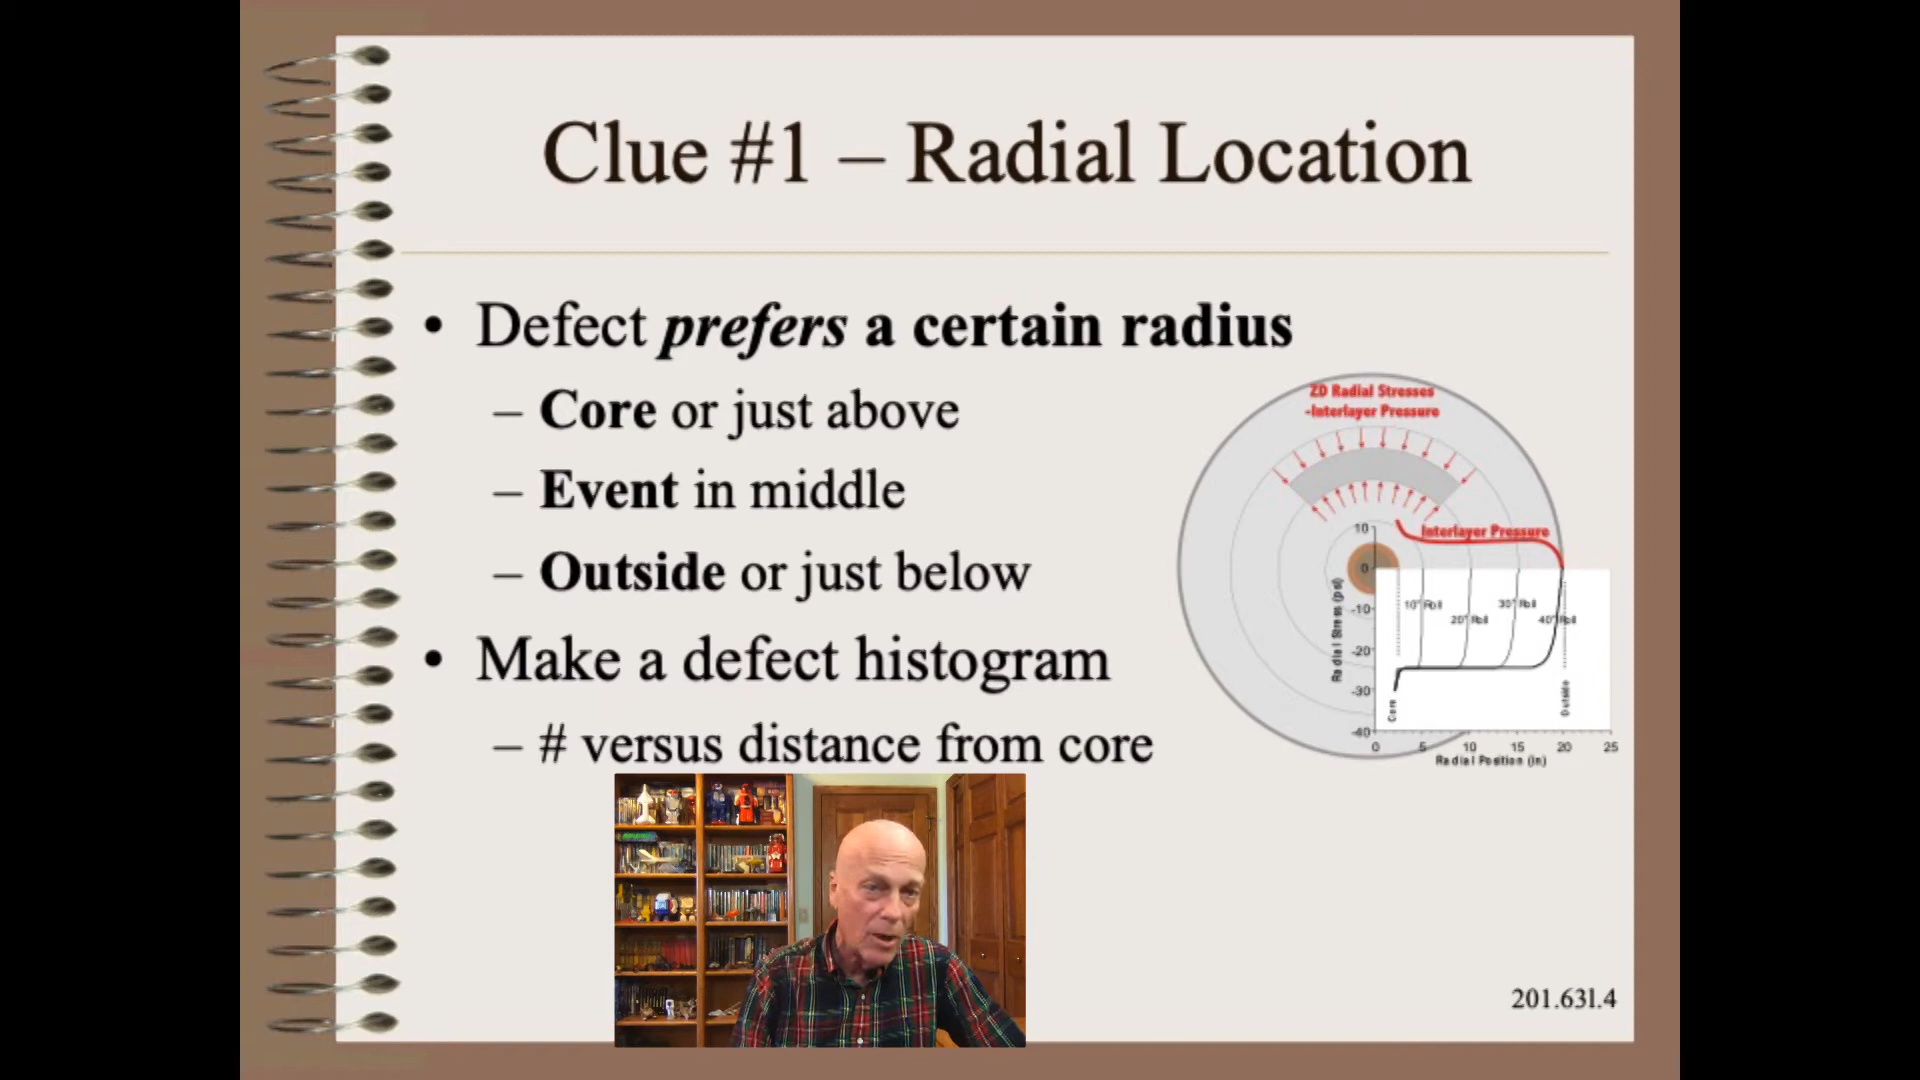 Clue #1 – Radial Location
• Defect prefers a certain radius
– Core or just above
– Event in middle
– Outside or just below
• Make a defect histogram
– # versus distance from core
ZD Radial Stresses
-Interlayer Pressure
Interlayer Pressure
10
0
-10
-20
-30
-40
Radial Stress (psi)
10" Roll
20" Roll
30" Roll
40" Roll
Core
Outside
0 5 10 15 20 25
Radial Position (in)
201.63l.4